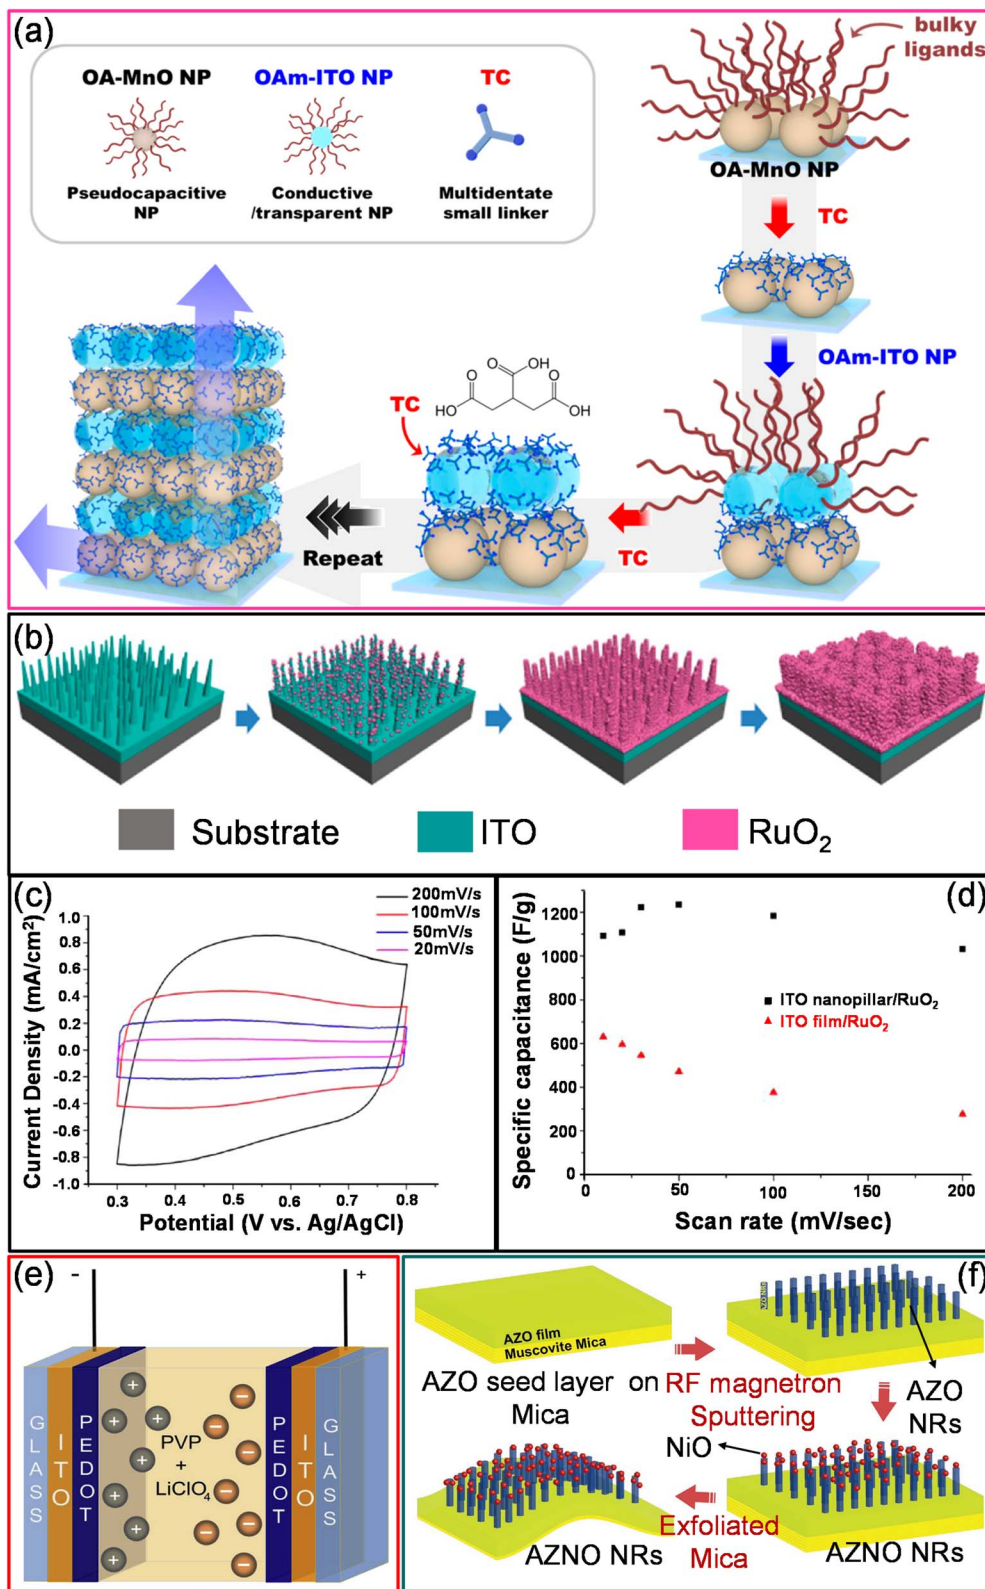 (a)
bulky
ligands
OA-MnO NP
OAm-ITO NP
TC
Pseudocapacitive
NP
Conductive
/transparent NP
Multidentate
small linker
OA-MnO NP
TC
OAm-ITO NP
O
OH
O
O
HO
OH
TC
Repeat
TC
(b)
Substrate
ITO
RuO2
(c)
200mV/s
100mV/s
50mV/s
20mV/s
1.0
0.8
0.6
0.4
0.2
0.0
-0.2
-0.4
-0.6
-0.8
-1.0
Current Density (mA/cm2)
0.3
0.4
0.5
0.6
0.7
0.8
Potential (V vs. Ag/AgCl)
(d)
1200
1000
800
600
400
200
0
Specific capacitance (F/g)
ITO nanopillar/RuO2
ITO film/RuO2
0
50
100
150
200
Scan rate (mV/sec)
(e)
-
+
GLASS
ITO
PEDOT
PVP
+
LiClO4
PEDOT
ITO
GLASS
(f)
AZO film
Muscovite Mica
AZO seed layer on
Mica
RF magnetron
Sputtering
AZO
NRs
NiO
AZNO NRs
Exfoliated
Mica
AZNO NRs